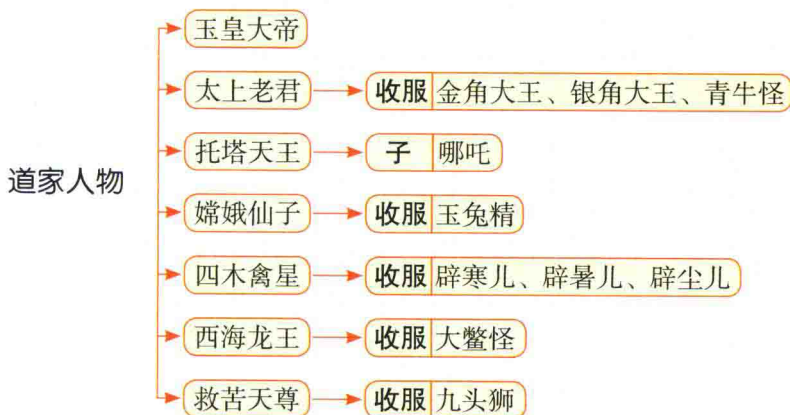 玉皇大帝
太上老君 收服 金角大王、银角大王、青牛怪
托塔天王 子 哪吒
道家人物
嫦娥仙子 收服 玉兔精
四木禽星 收服 辟寒儿、辟暑儿、辟尘儿
西海龙王 收服 大鳖怪
救苦天尊 收服 九头狮